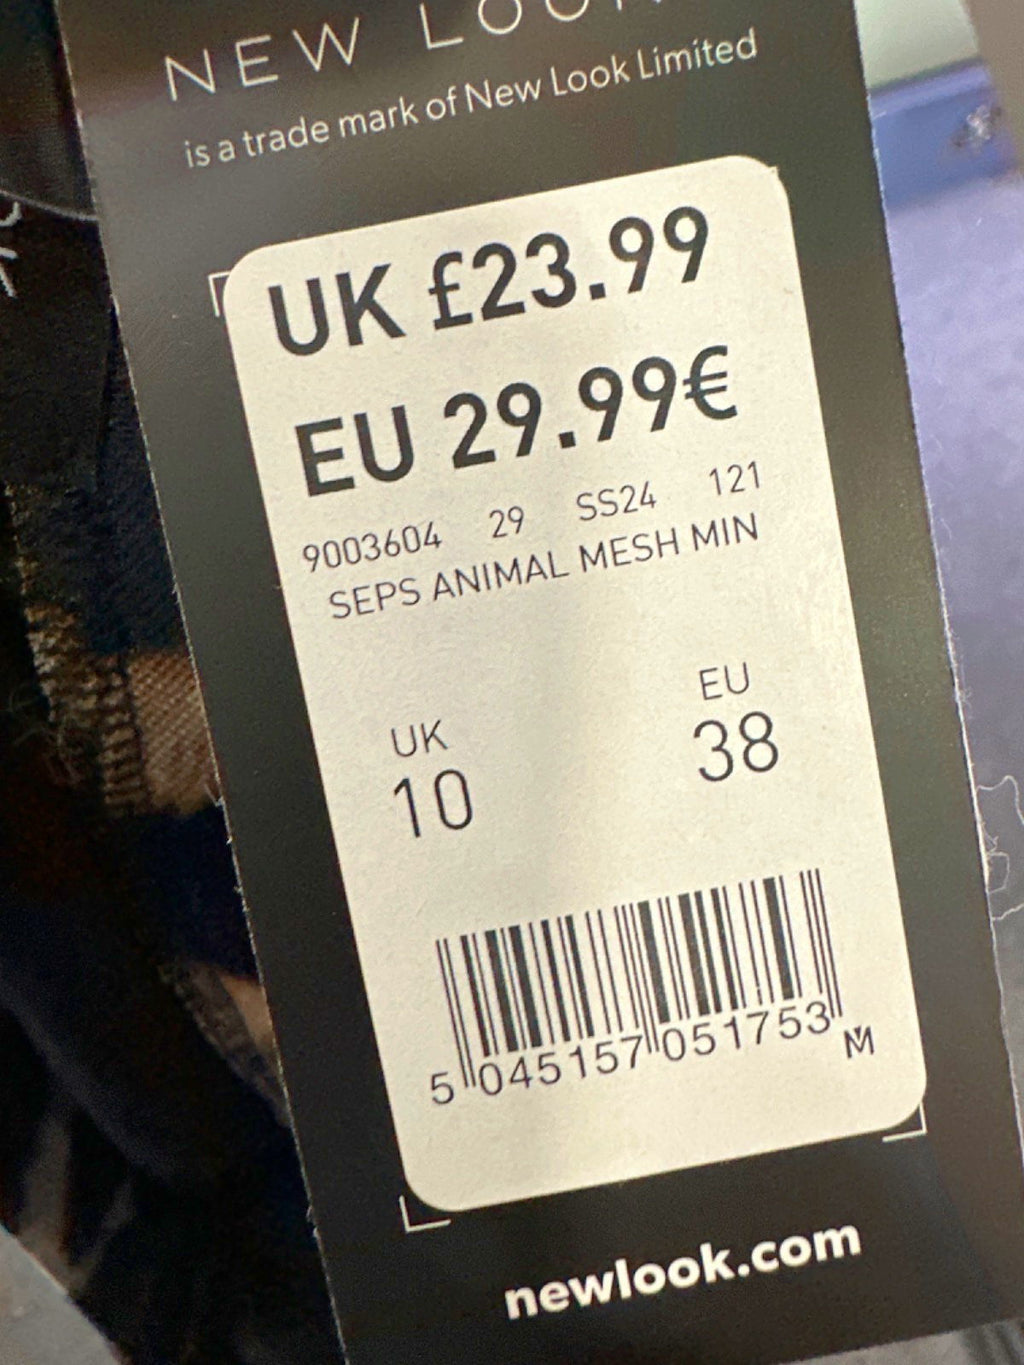 NEW LOOK
is a trade mark of New Look Limited
UK £23.99
EU 29.99€
9003604 29 SS24 121
SEPS ANIMAL MESH MIN
UK EU
10 38
5 045157 051753 M
newlook.com